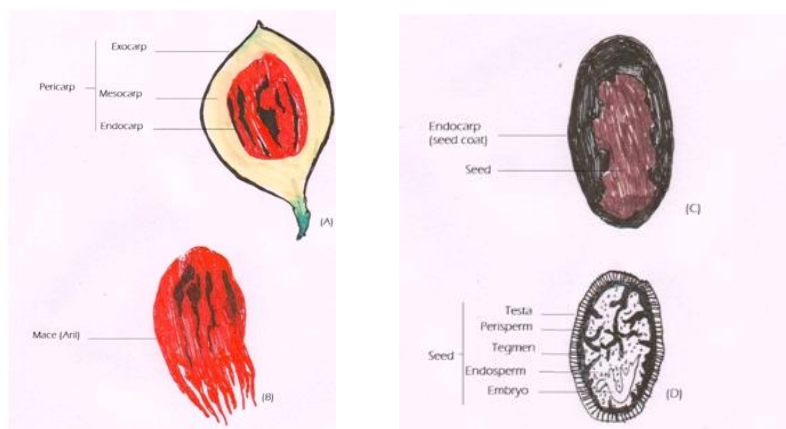 Exocarp
Pericarp
Mesocarp
Endocarp
(A)
Mace (Aril)
(B)
Endocarp
(seed coat)
Seed
(C)
Testa
Perisperm
Tegmen
Seed
Endosperm
Embryo
(D)